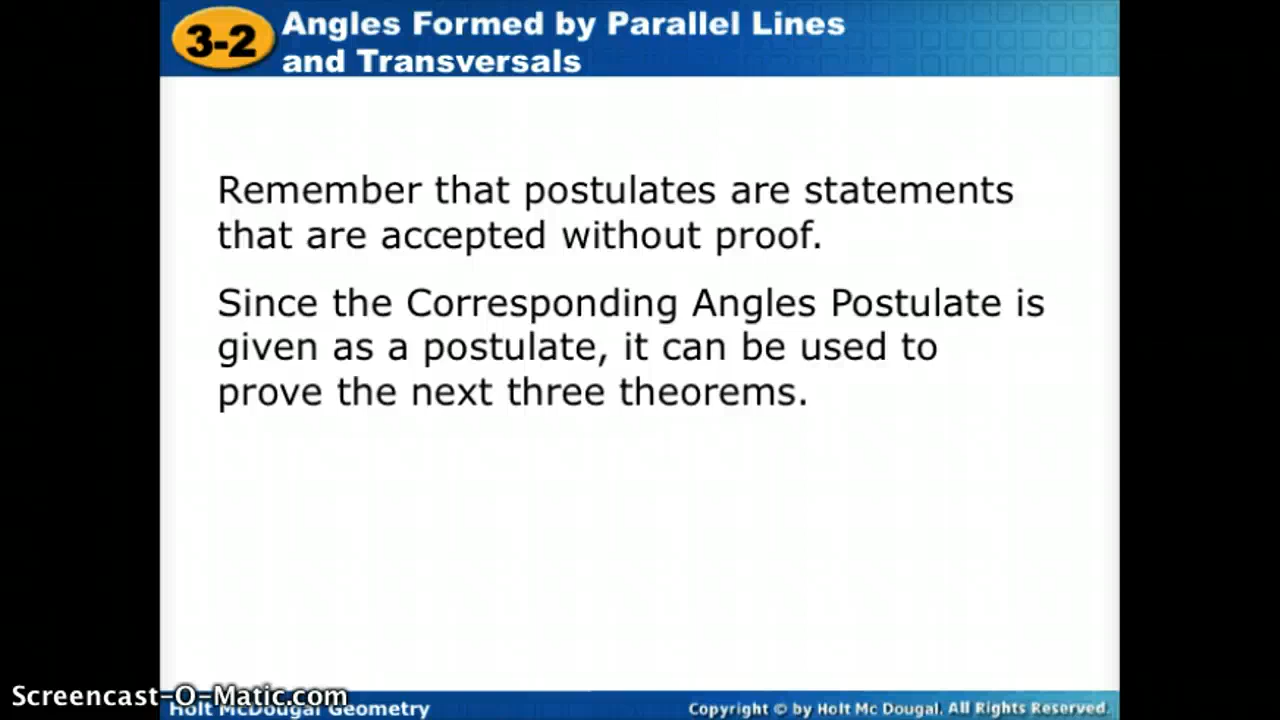 3-2
Angles Formed by Parallel Lines
and Transversals
Remember that postulates are statements
that are accepted without proof.
Since the Corresponding Angles Postulate is
given as a postulate, it can be used to
prove the next three theorems.
Screencast-O-Matic.com
Holt McDougal Geometry
Copyright © by Holt Mc Dougal. All Rights Reserved.